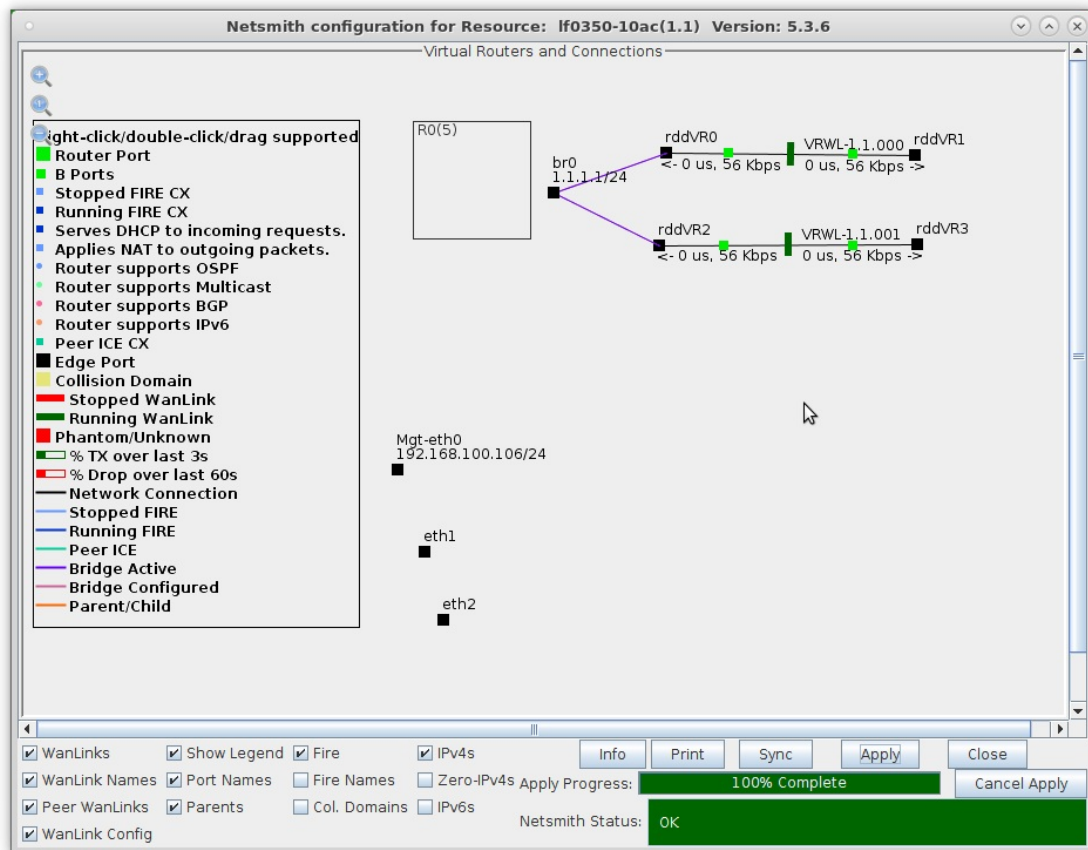 Netsmith configuration for Resource:  lf0350-10ac(1.1)  Version: 5.3.6
Virtual Routers and Connections
ight-click/double-click/drag supported
Router Port
B Ports
Stopped FIRE CX
Running FIRE CX
Serves DHCP to incoming requests.
Applies NAT to outgoing packets.
Router supports OSPF
Router supports Multicast
Router supports BGP
Router supports IPv6
Peer ICE CX
Edge Port
Collision Domain
Stopped WanLink
Running WanLink
Phantom/Unknown
% TX over last 3s
% Drop over last 60s
Network Connection
Stopped FIRE
Running FIRE
Peer ICE
Bridge Active
Bridge Configured
Parent/Child
R0(5)
br0
1.1.1.1/24
rddVR0
VRWL-1.1.000
rddVR1
<- 0 us, 56 Kbps
0 us, 56 Kbps ->
rddVR2
VRWL-1.1.001
rddVR3
<- 0 us, 56 Kbps
0 us, 56 Kbps ->
Mgt-eth0
192.168.100.106/24
eth1
eth2
WanLinks
Show Legend
Fire
IPv4s
Info
Print
Sync
Apply
Close
WanLink Names
Port Names
Fire Names
Zero-IPv4s
Apply Progress:
100% Complete
Cancel Apply
Peer WanLinks
Parents
Col. Domains
IPv6s
Netsmith Status:
OK
WanLink Config